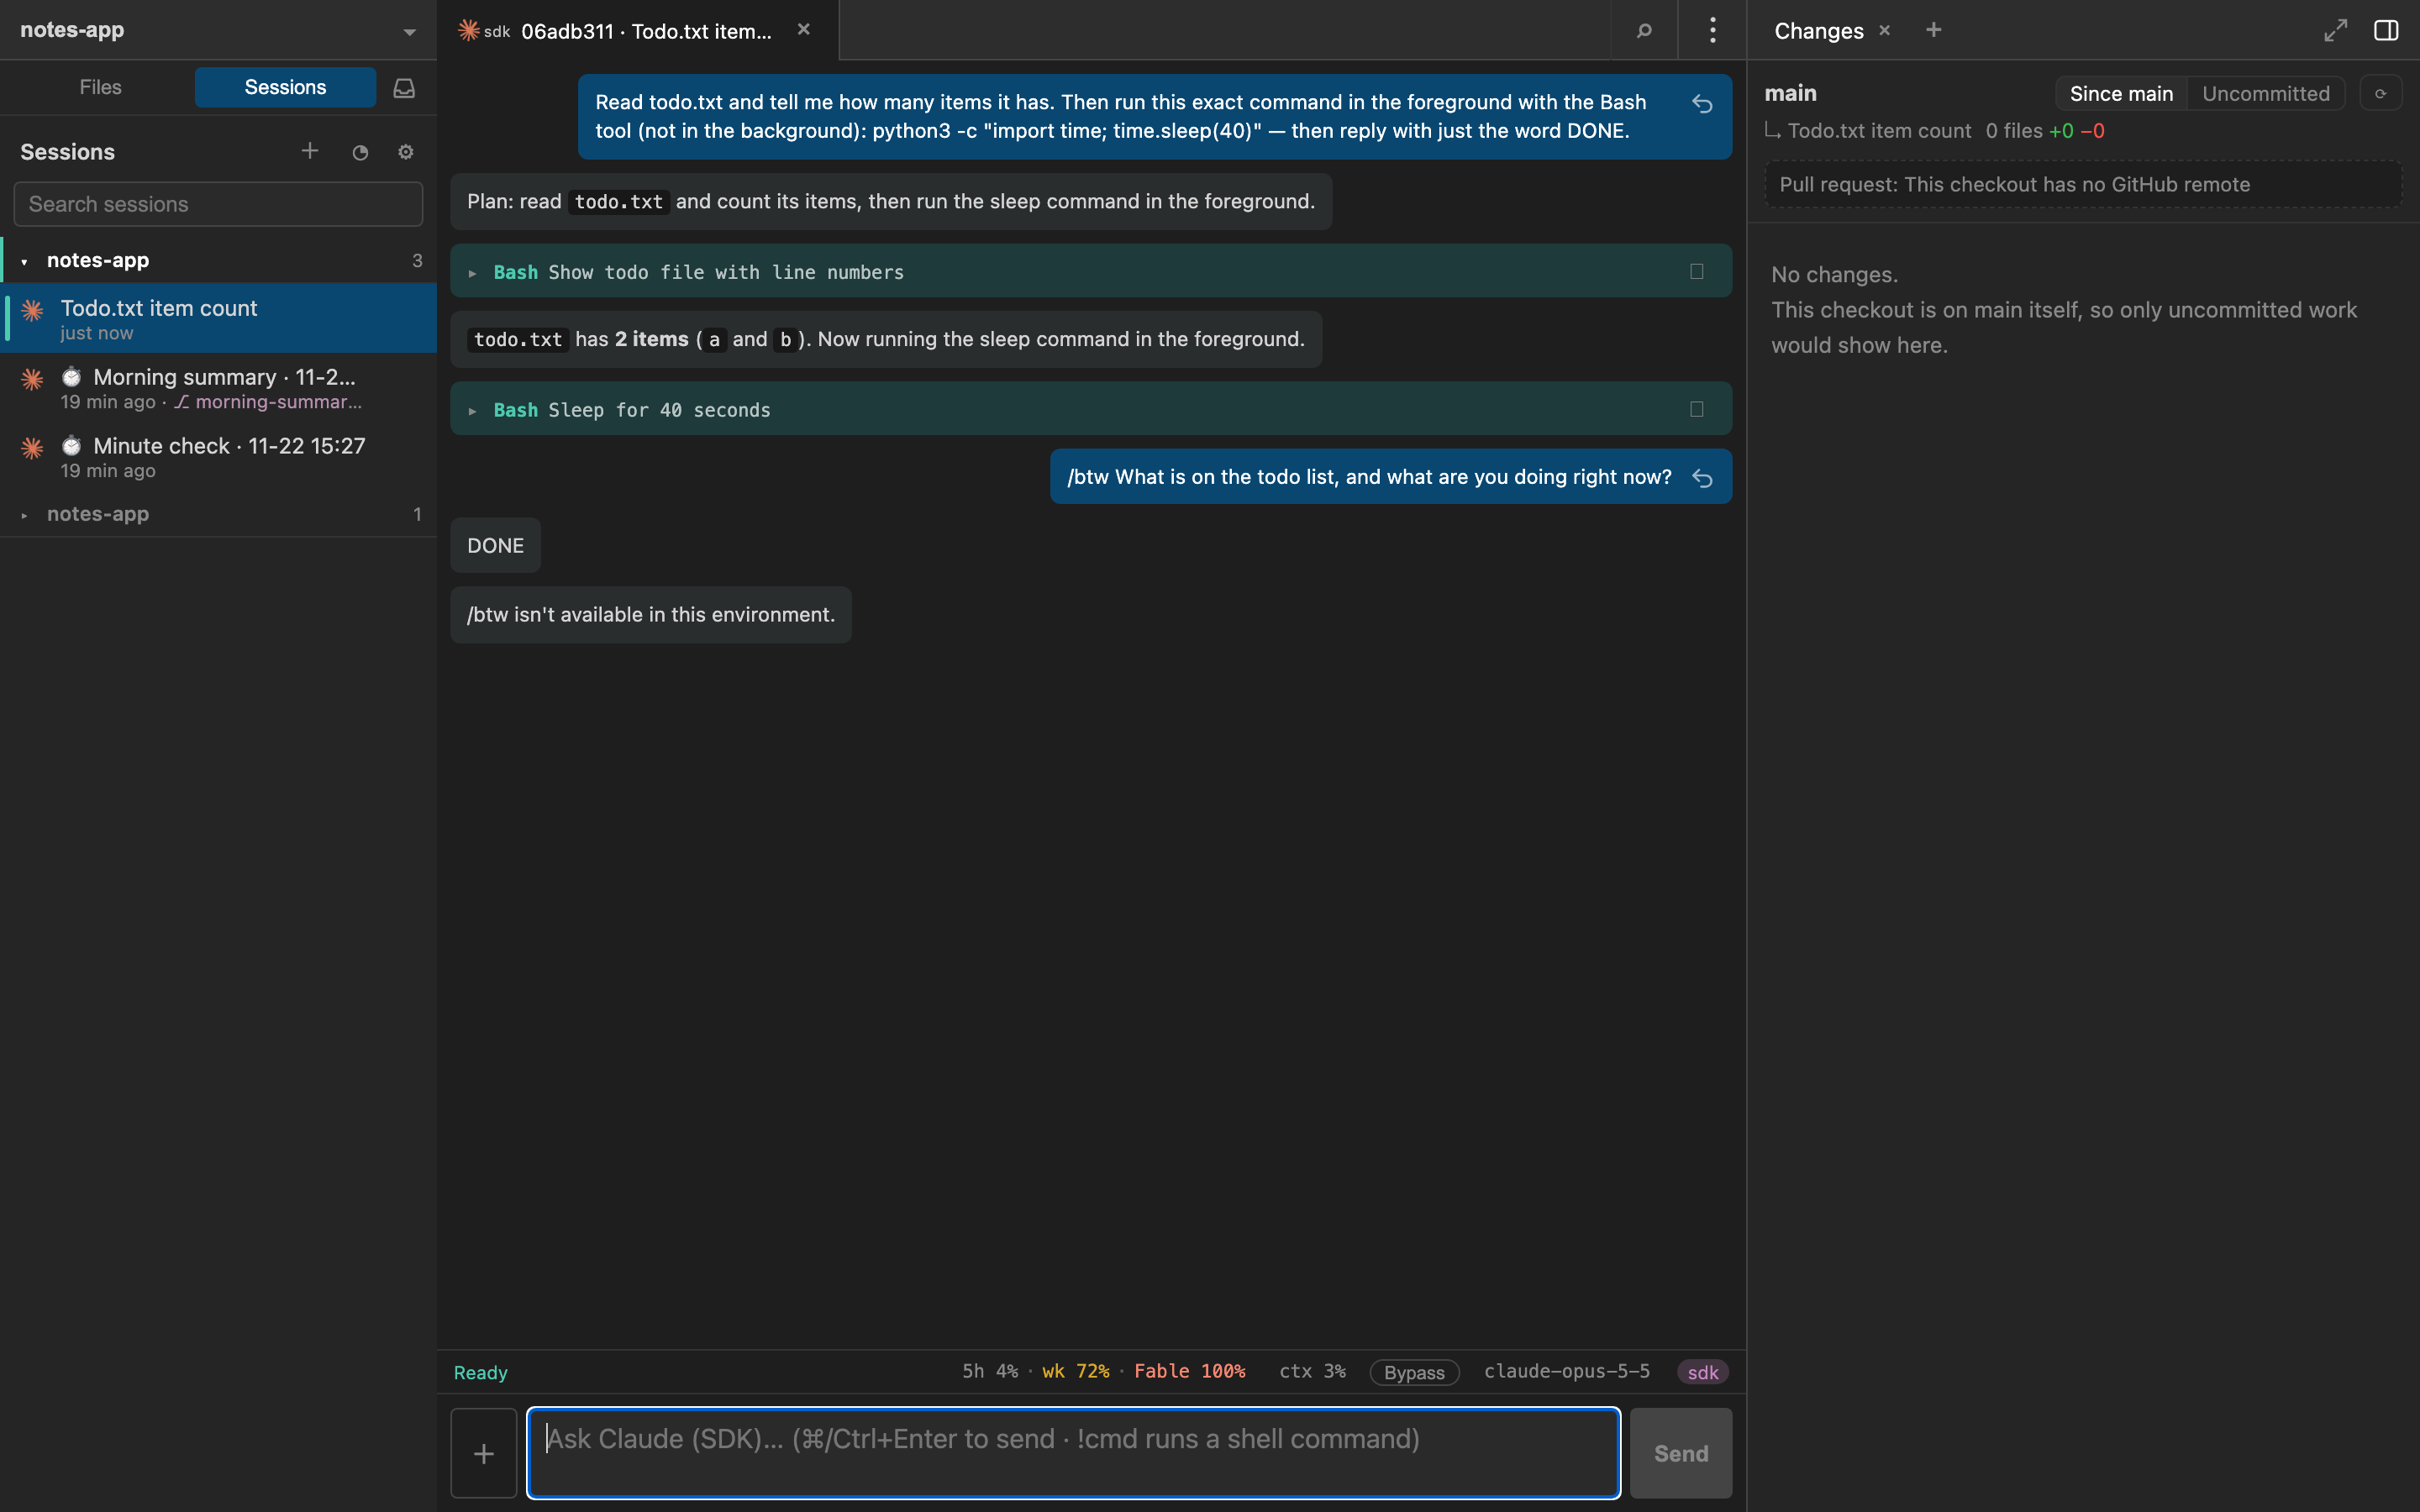 notes-app
Files
Sessions
Sessions
Search sessions
notes-app 3
Todo.txt item count
just now
Morning summary · 11-2...
19 min ago · morning-summar...
Minute check · 11-22 15:27
19 min ago
notes-app 1
sdk 06adb311 · Todo.txt item...
Read todo.txt and tell me how many items it has. Then run this exact command in the foreground with the Bash
tool (not in the background): python3 -c "import time; time.sleep(40)" — then reply with just the word DONE.
Plan: read todo.txt and count its items, then run the sleep command in the foreground.
Bash Show todo file with line numbers
todo.txt has 2 items (a and b). Now running the sleep command in the foreground.
Bash Sleep for 40 seconds
/btw What is on the todo list, and what are you doing right now?
DONE
/btw isn't available in this environment.
Ready
5h 4% · wk 72% · Fable 100% ctx 3% Bypass claude-opus-5-5 sdk
Ask Claude (SDK)... (⌘/Ctrl+Enter to send · !cmd runs a shell command)
Send
Changes
main
Since main
Uncommitted
Todo.txt item count 0 files +0 −0
Pull request: This checkout has no GitHub remote
No changes.
This checkout is on main itself, so only uncommitted work
would show here.